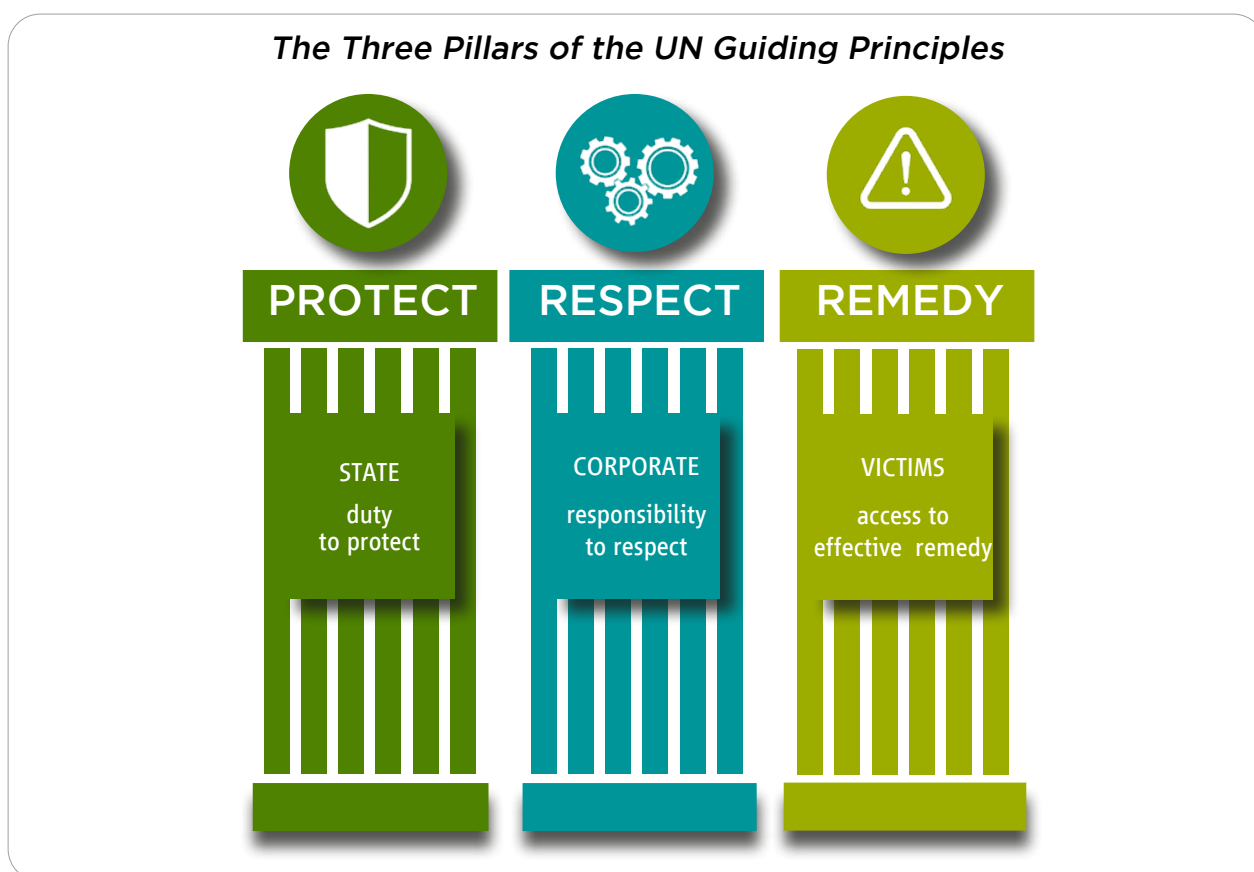 The Three Pillars of the UN Guiding Principles
PROTECT
STATE
duty
to protect
RESPECT
CORPORATE
responsibility
to respect
REMEDY
VICTIMS
access to
effective remedy